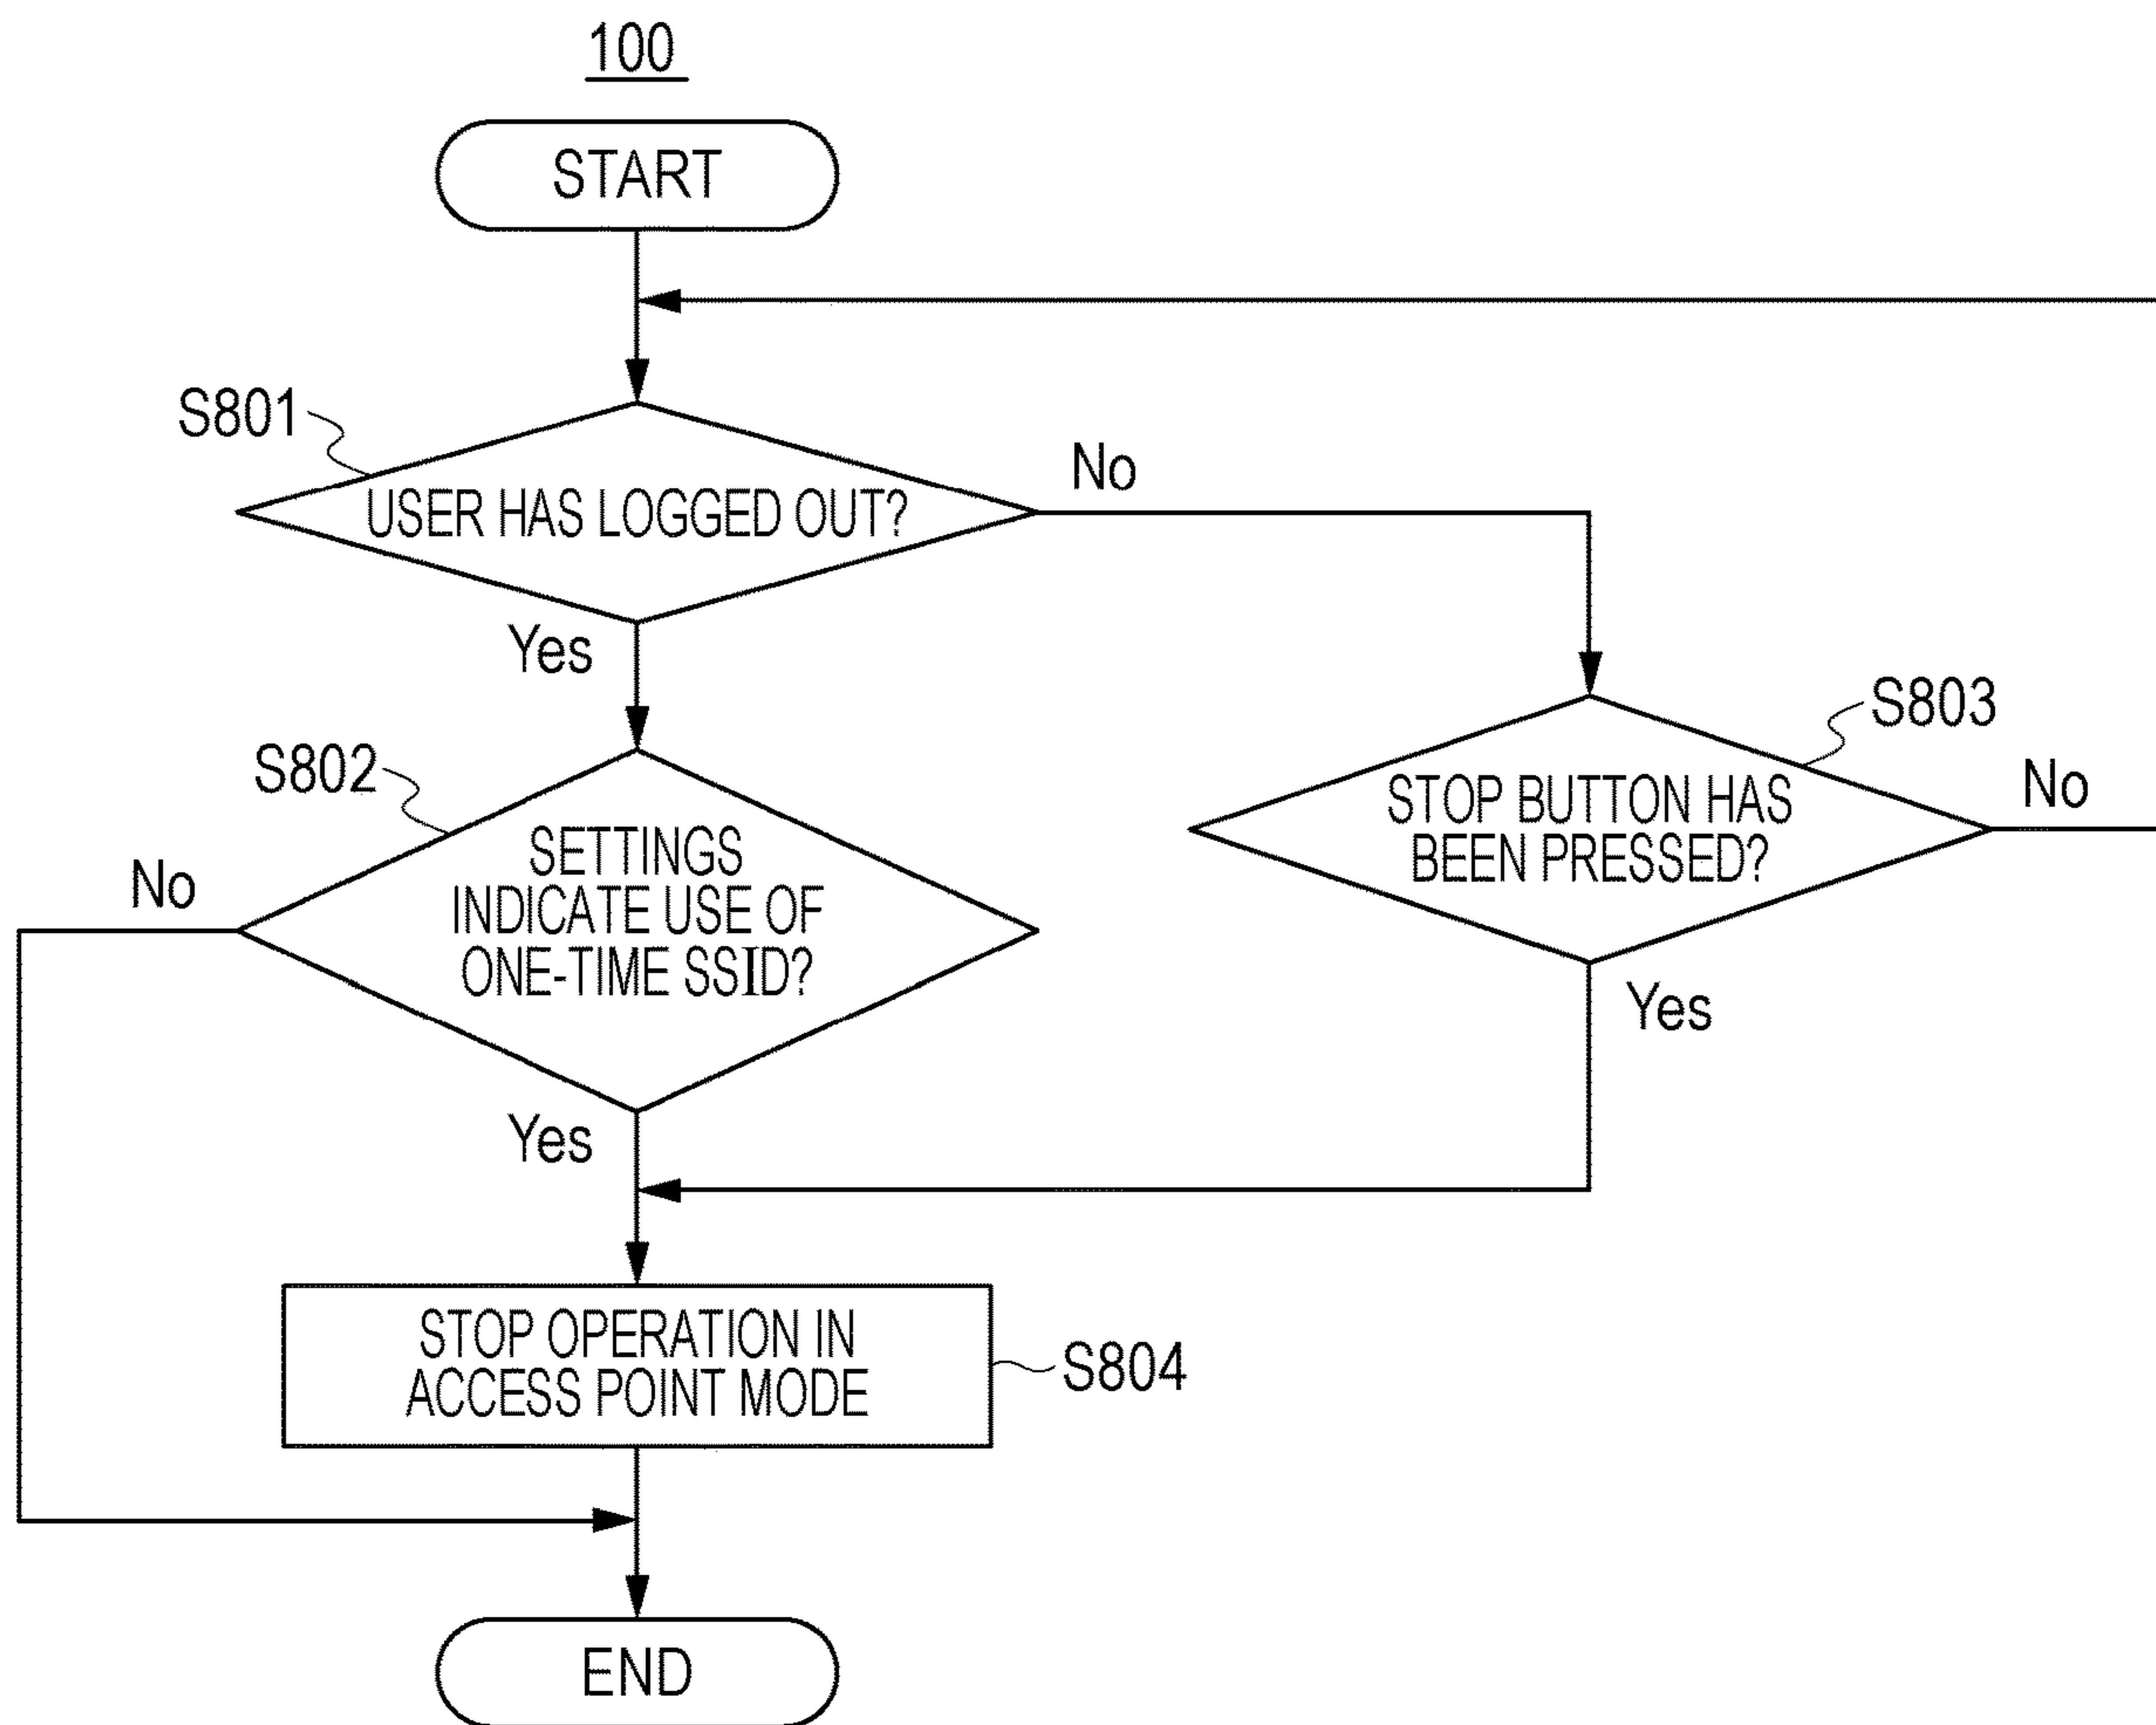 100
START
S801
USER HAS LOGGED OUT?
No
Yes
S802
SETTINGS
INDICATE USE OF
ONE-TIME SSID?
No
Yes
S803
STOP BUTTON HAS
BEEN PRESSED?
No
Yes
STOP OPERATION IN
ACCESS POINT MODE
S804
END